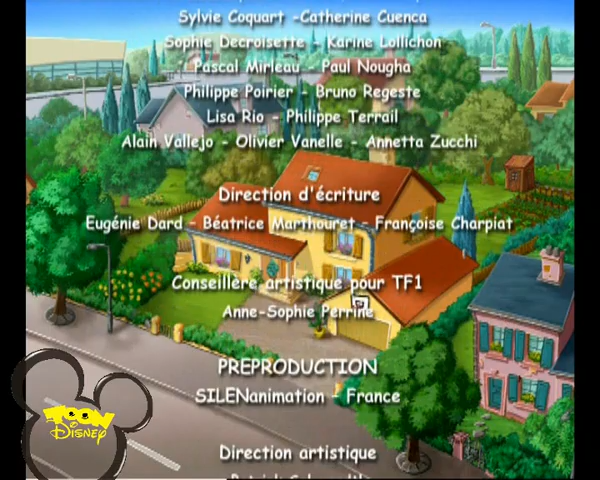 Sylvie Coquart -Catherine Cuenca
Sophie Decroisette - Karine Lollichon
Pascal Mirleau - Paul Nougha
Philippe Poirier - Bruno Regeste
Lisa Rio - Philippe Terrail
Alain Vallejo - Olivier Vanelle - Annetta Zucchi
Direction d'écriture
Eugénie Dard - Béatrice Marthouret - Françoise Charpiat
Conseillère artistique pour TF1
Anne-Sophie Perrine
PREPRODUCTION
SILENanimation - France
TOON
DISNEY
Direction artistique